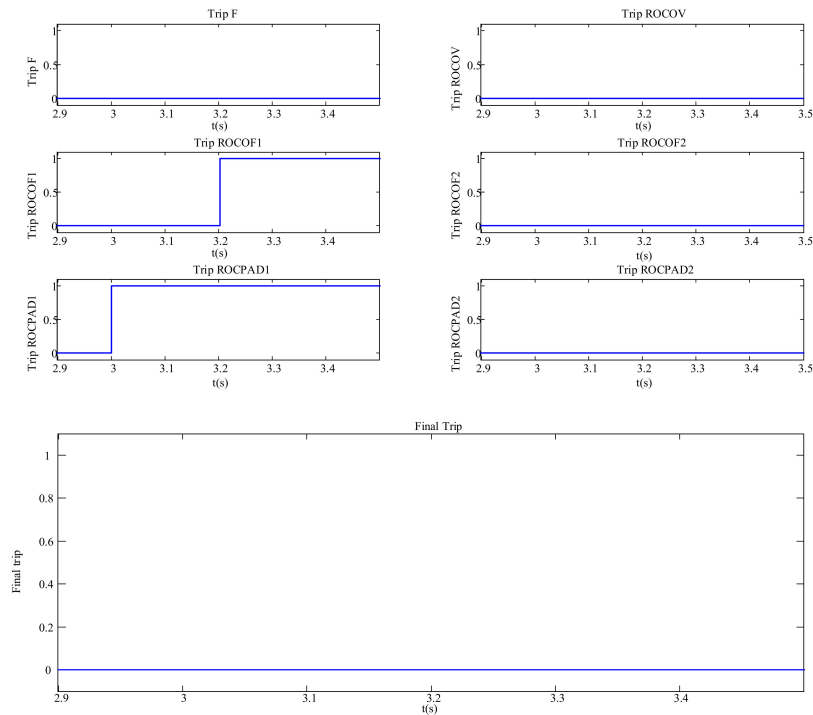 Trip F
Trip F
1
0.5
0
2.9 3 3.1 3.2 3.3 3.4
t(s)
Trip ROCOV
Trip ROCOV
1
0.5
0
2.9 3 3.1 3.2 3.3 3.4 3.5
t(s)
Trip ROCOF1
Trip ROCOF1
1
0.5
0
2.9 3 3.1 3.2 3.3 3.4
t(s)
Trip ROCOF2
Trip ROCOF2
1
0.5
0
2.9 3 3.1 3.2 3.3 3.4 3.5
t(s)
Trip ROCPAD1
Trip ROCPAD1
1
0.5
0
2.9 3 3.1 3.2 3.3 3.4
t(s)
Trip ROCPAD2
Trip ROCPAD2
1
0.5
0
2.9 3 3.1 3.2 3.3 3.4 3.5
t(s)
Final Trip
Final trip
1
0.8
0.6
0.4
0.2
0
2.9 3 3.1 3.2 3.3 3.4
t(s)